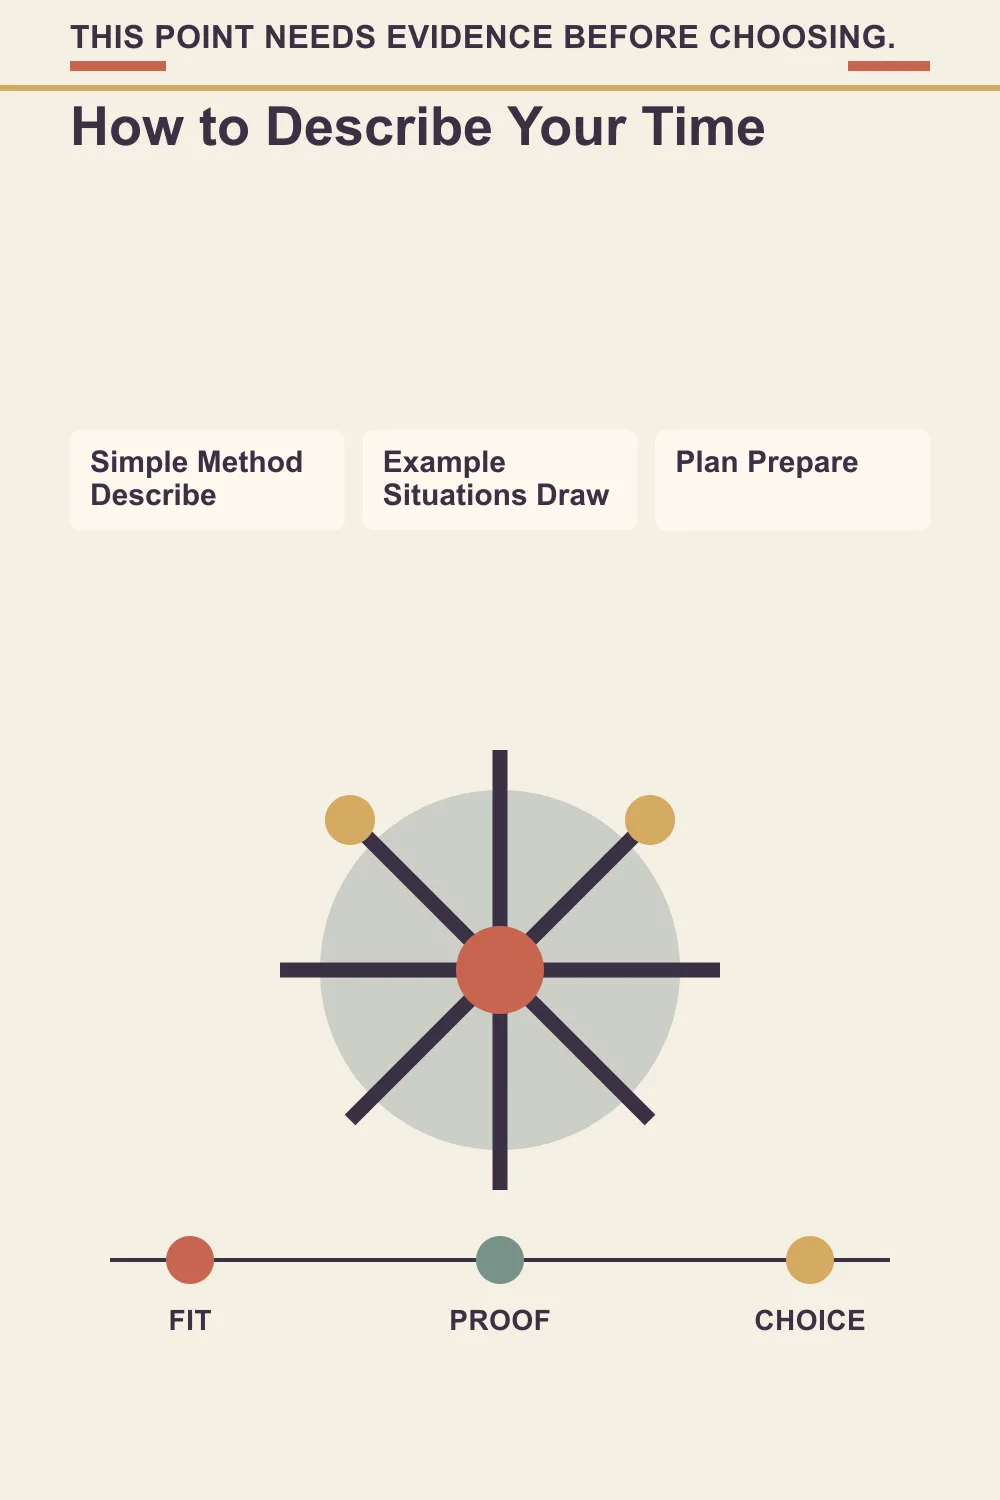 THIS POINT NEEDS EVIDENCE BEFORE CHOOSING.
How to Describe Your Time
Simple Method
Describe
Example
Situations Draw
Plan Prepare
FIT
PROOF
CHOICE